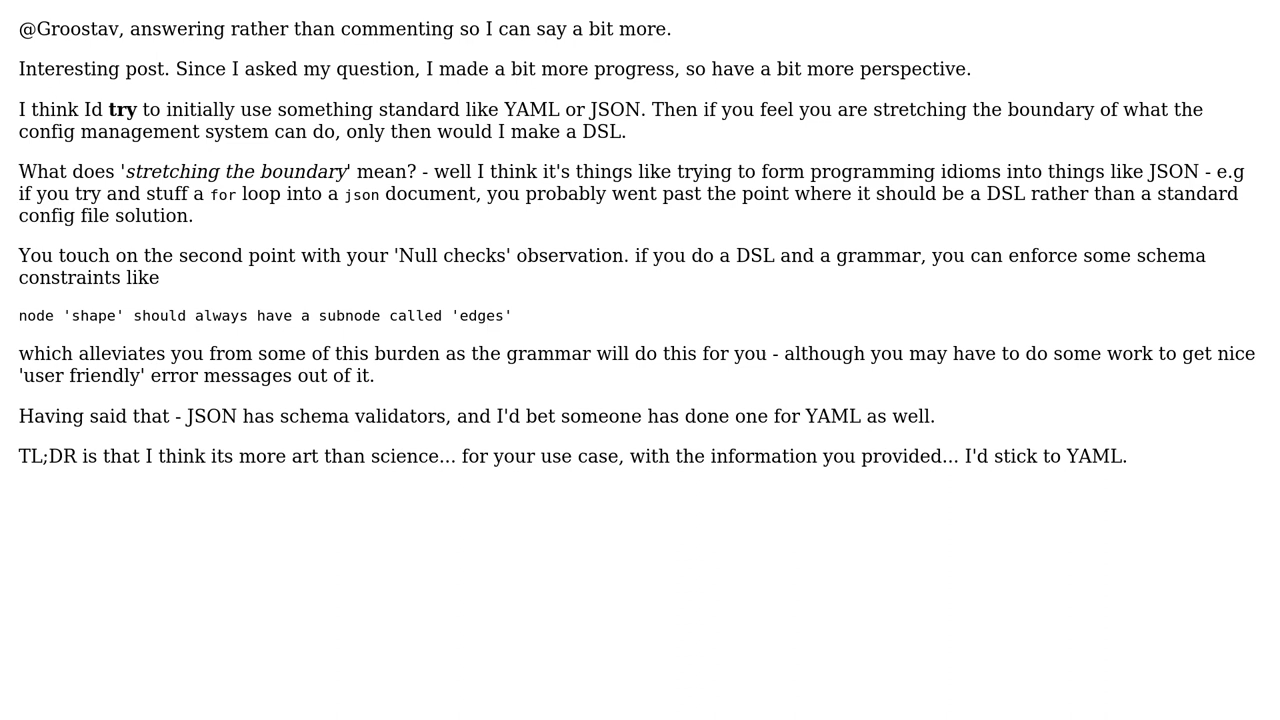 @Groostav, answering rather than commenting so I can say a bit more.
Interesting post. Since I asked my question, I made a bit more progress, so have a bit more perspective.
I think Id try to initially use something standard like YAML or JSON. Then if you feel you are stretching the boundary of what the
config management system can do, only then would I make a DSL.
What does 'stretching the boundary' mean? - well I think it's things like trying to form programming idioms into things like JSON - e.g
if you try and stuff a for loop into a json document, you probably went past the point where it should be a DSL rather than a standard
config file solution.
You touch on the second point with your 'Null checks' observation. if you do a DSL and a grammar, you can enforce some schema
constraints like
node 'shape' should always have a subnode called 'edges'
which alleviates you from some of this burden as the grammar will do this for you - although you may have to do some work to get nice
'user friendly' error messages out of it.
Having said that - JSON has schema validators, and I'd bet someone has done one for YAML as well.
TL;DR is that I think its more art than science... for your use case, with the information you provided... I'd stick to YAML.